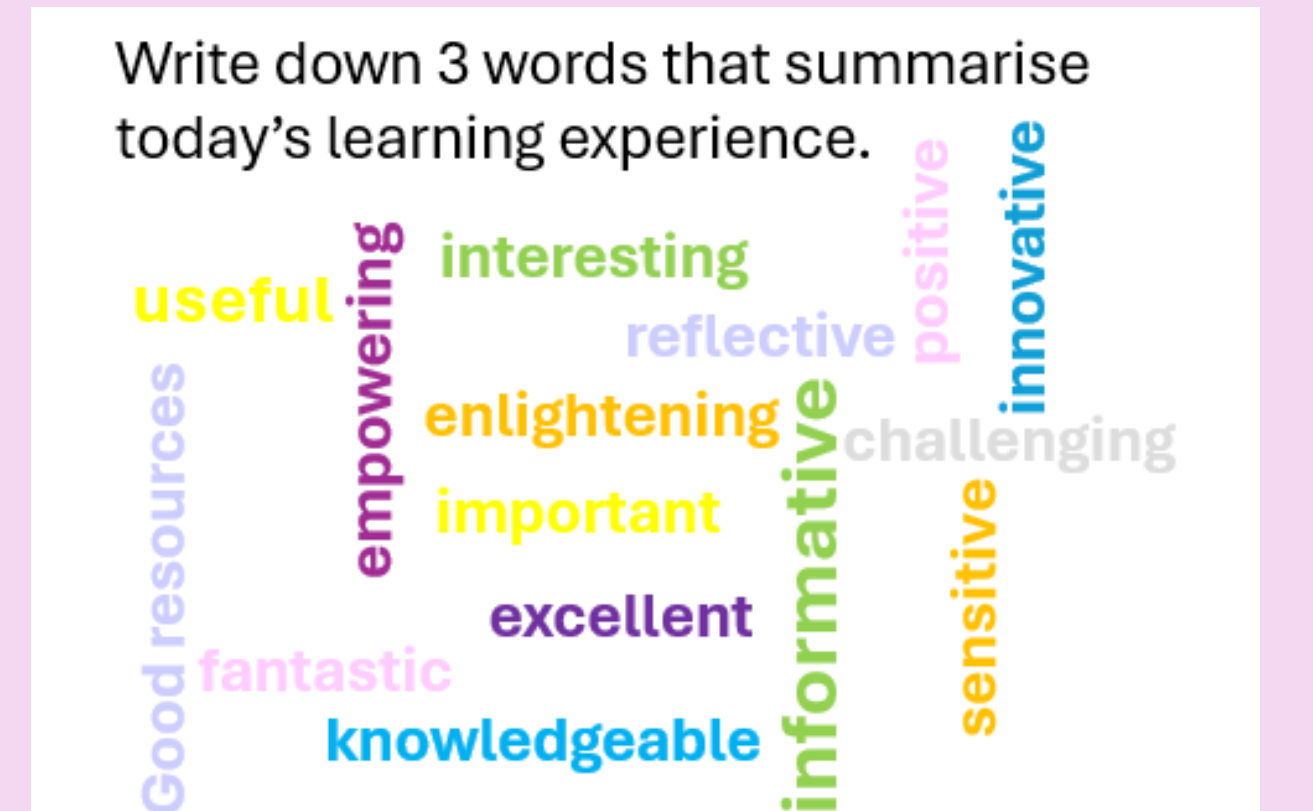 Write down 3 words that summarise
today’s learning experience.
positive
innovative
empowering
interesting
useful
reflective
Good resources
enlightening
informative
challenging
important
sensitive
excellent
fantastic
knowledgeable